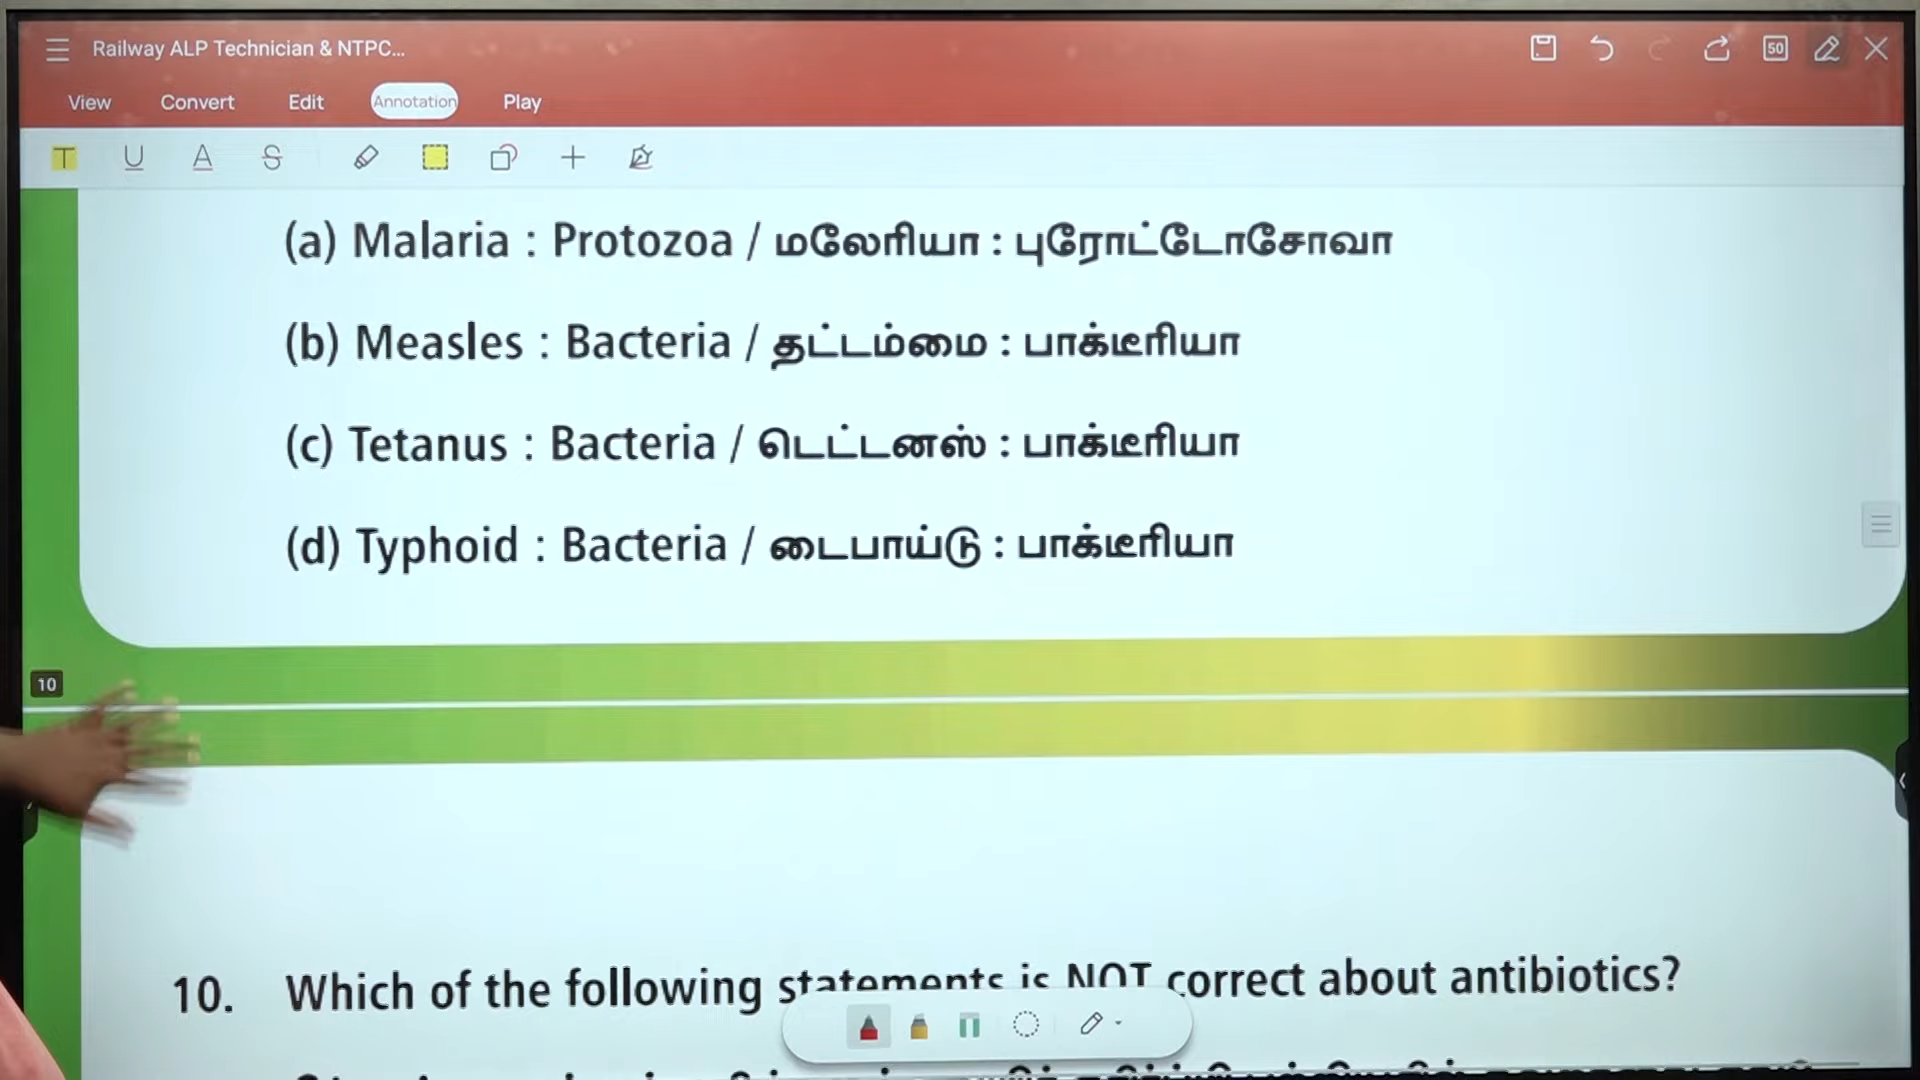 Railway ALP Technician & NTPC...
50
View Convert Edit Annotation Play
T U A S
(a) Malaria : Protozoa / மலேரியா : புரோட்டோசோவா
(b) Measles : Bacteria / தட்டம்மை : பாக்டீரியா
(c) Tetanus : Bacteria / டெட்டனஸ் : பாக்டீரியா
(d) Typhoid : Bacteria / டைபாய்டு : பாக்டீரியா
10
10. Which of the following statements is NOT correct about antibiotics?